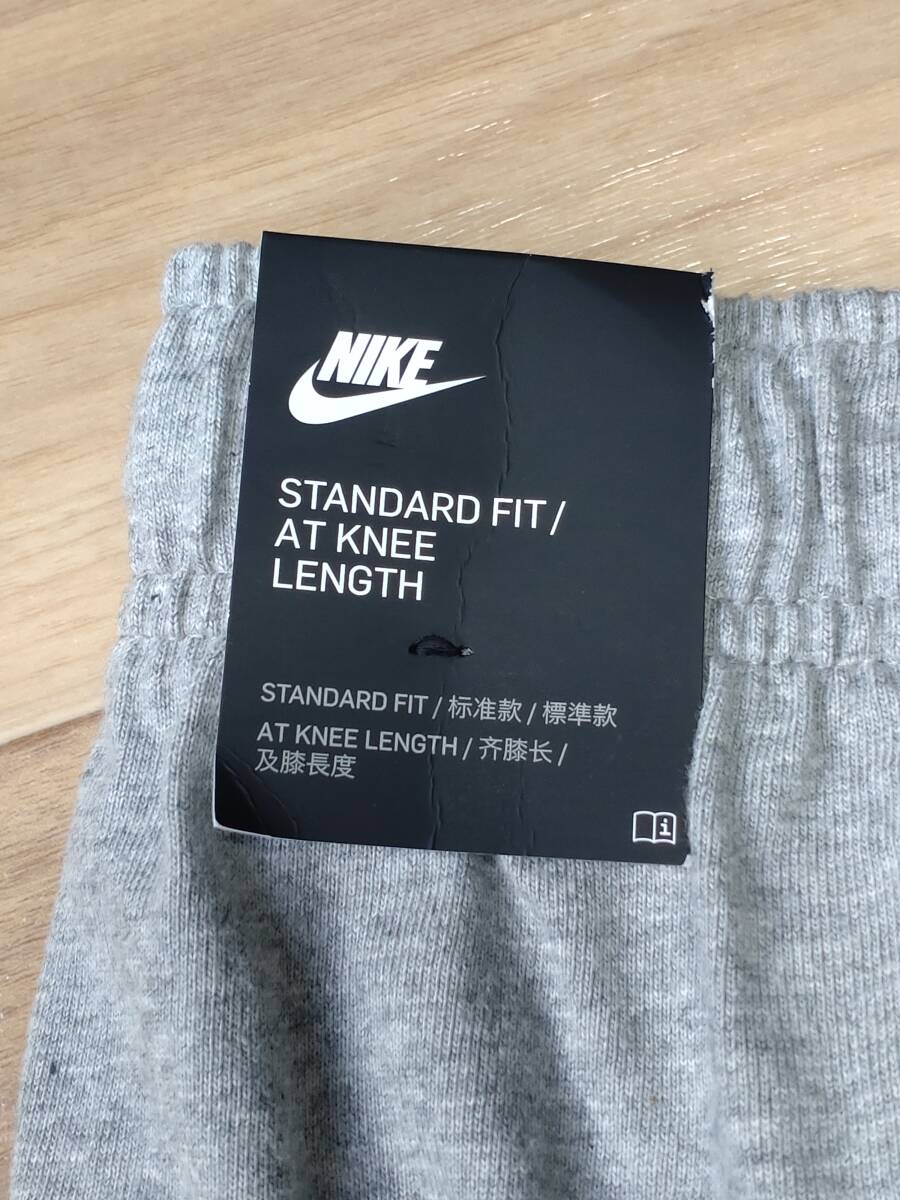 NIKE
STANDARD FIT /
AT KNEE
LENGTH
STANDARD FIT / 标准款 / 標準款
AT KNEE LENGTH / 齐膝长 /
及膝長度
i